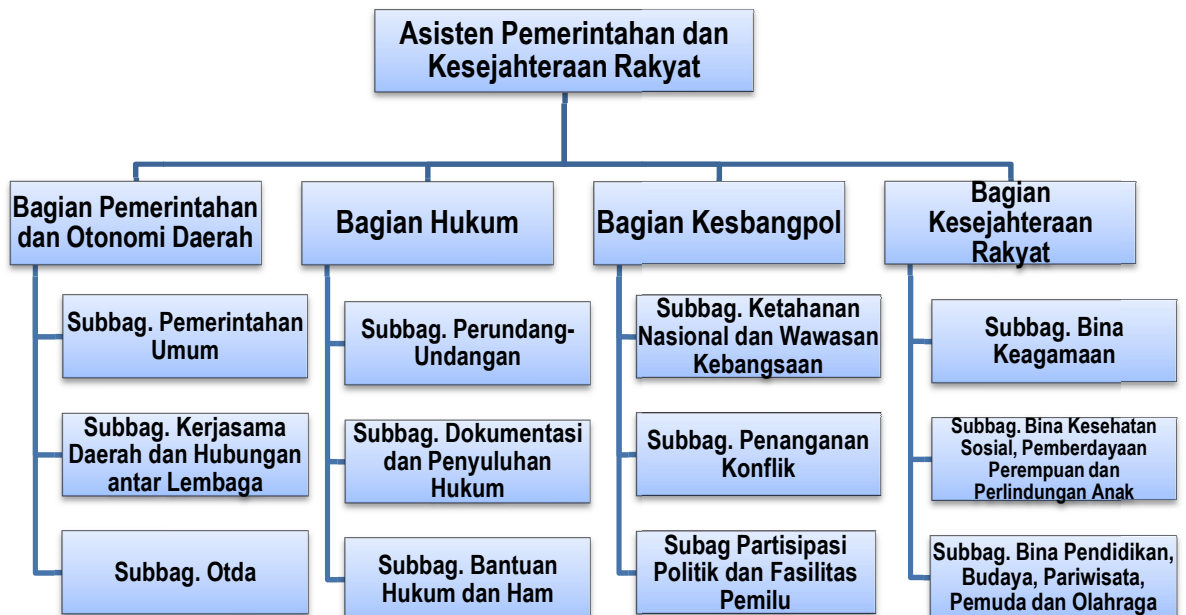 Asisten Pemerintahan dan
Kesejahteraan Rakyat
Bagian Pemerintahan
dan Otonomi Daerah
Subbag. Pemerintahan
Umum
Subbag. Kerjasama
Daerah dan Hubungan
antar Lembaga
Subbag. Otda
Bagian Hukum
Subbag. Perundang-
Undangan
Subbag. Dokumentasi
dan Penyuluhan
Hukum
Subbag. Bantuan
Hukum dan Ham
Bagian Kesbangpol
Subbag. Ketahanan
Nasional dan Wawasan
Kebangsaan
Subbag. Penanganan
Konflik
Subag Partisipasi
Politik dan Fasilitas
Pemilu
Bagian
Kesejahteraan
Rakyat
Subbag. Bina
Keagamaan
Subbag. Bina Kesehatan
Sosial, Pemberdayaan
Perempuan dan
Perlindungan Anak
Subbag. Bina Pendidikan,
Budaya, Pariwisata,
Pemuda dan Olahraga